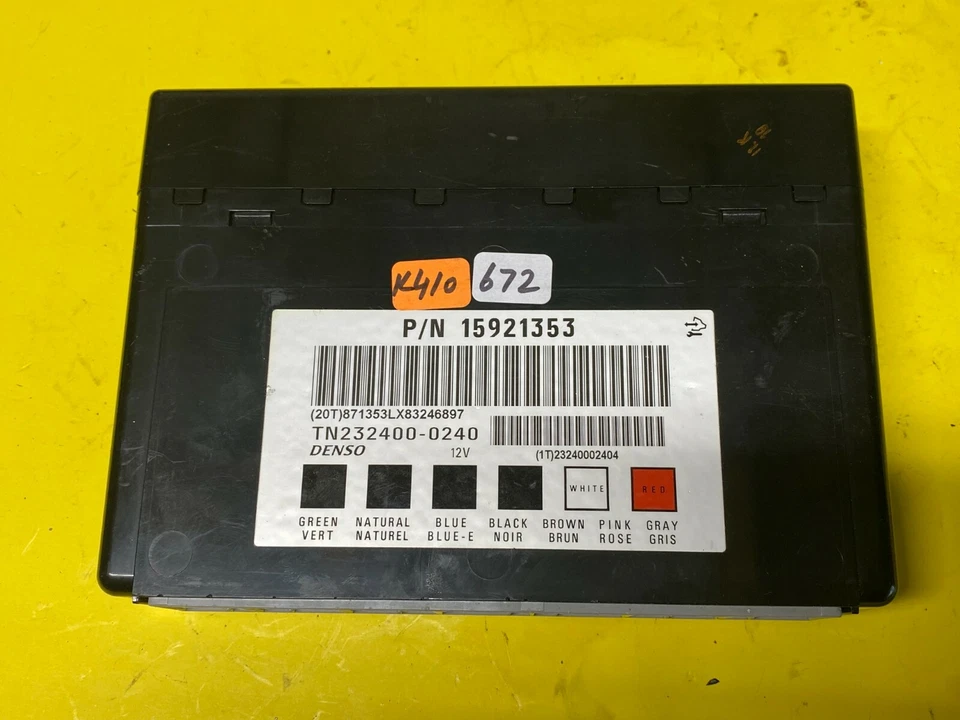 K410 672
P/N 15921353
(20T)871353LX83246897
TN232400-0240
DENSO 12V (1T)23240002404
WHITE RED
GREEN NATURAL BLUE BLACK BROWN PINK GRAY
VERT NATUREL BLUE-E NOIR BRUN ROSE GRIS